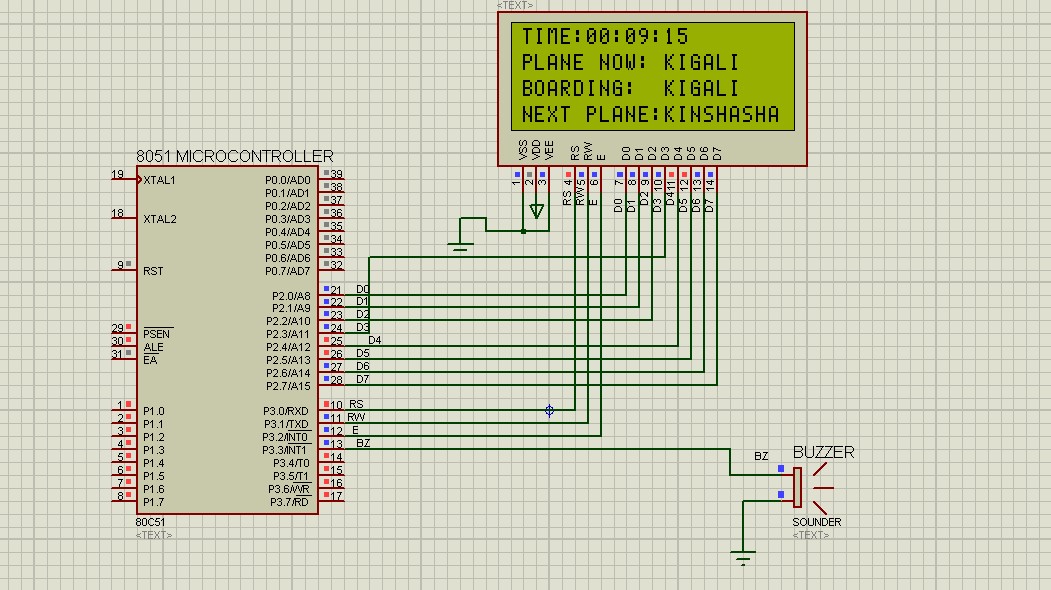 <TEXT>
TIME:00:09:15
PLANE NOW: KIGALI
BOARDING:  KIGALI
NEXT PLANE:KINSHASHA
VSS VDD VEE RS RW E D0 D1 D2 D3 D4 D5 D6 D7
1 2 3 4 5 6 7 8 9 10 11 12 13 14
RS RW E D0 D1 D2 D3 D4 D5 D6 D7
8051 MICROCONTROLLER
19 XTAL1 P0.0/AD0 39
P0.1/AD1 38
P0.2/AD2 37
18 XTAL2 P0.3/AD3 36
P0.4/AD4 35
P0.5/AD5 34
P0.6/AD6 33
9 RST P0.7/AD7 32
P2.0/A8 21 D0
P2.1/A9 22 D1
P2.2/A10 23 D2
29 PSEN P2.3/A11 24 D3
30 ALE P2.4/A12 25 D4
31 EA P2.5/A13 26 D5
P2.6/A14 27 D6
P2.7/A15 28 D7
1 P1.0 P3.0/RXD 10 RS
2 P1.1 P3.1/TXD 11 RW
3 P1.2 P3.2/INT0 12 E
4 P1.3 P3.3/INT1 13 BZ
5 P1.4 P3.4/T0 14
6 P1.5 P3.5/T1 15
7 P1.6 P3.6/WR 16
8 P1.7 P3.7/RD 17
80C51
<TEXT>
BZ
BUZZER
SOUNDER
<TEXT>